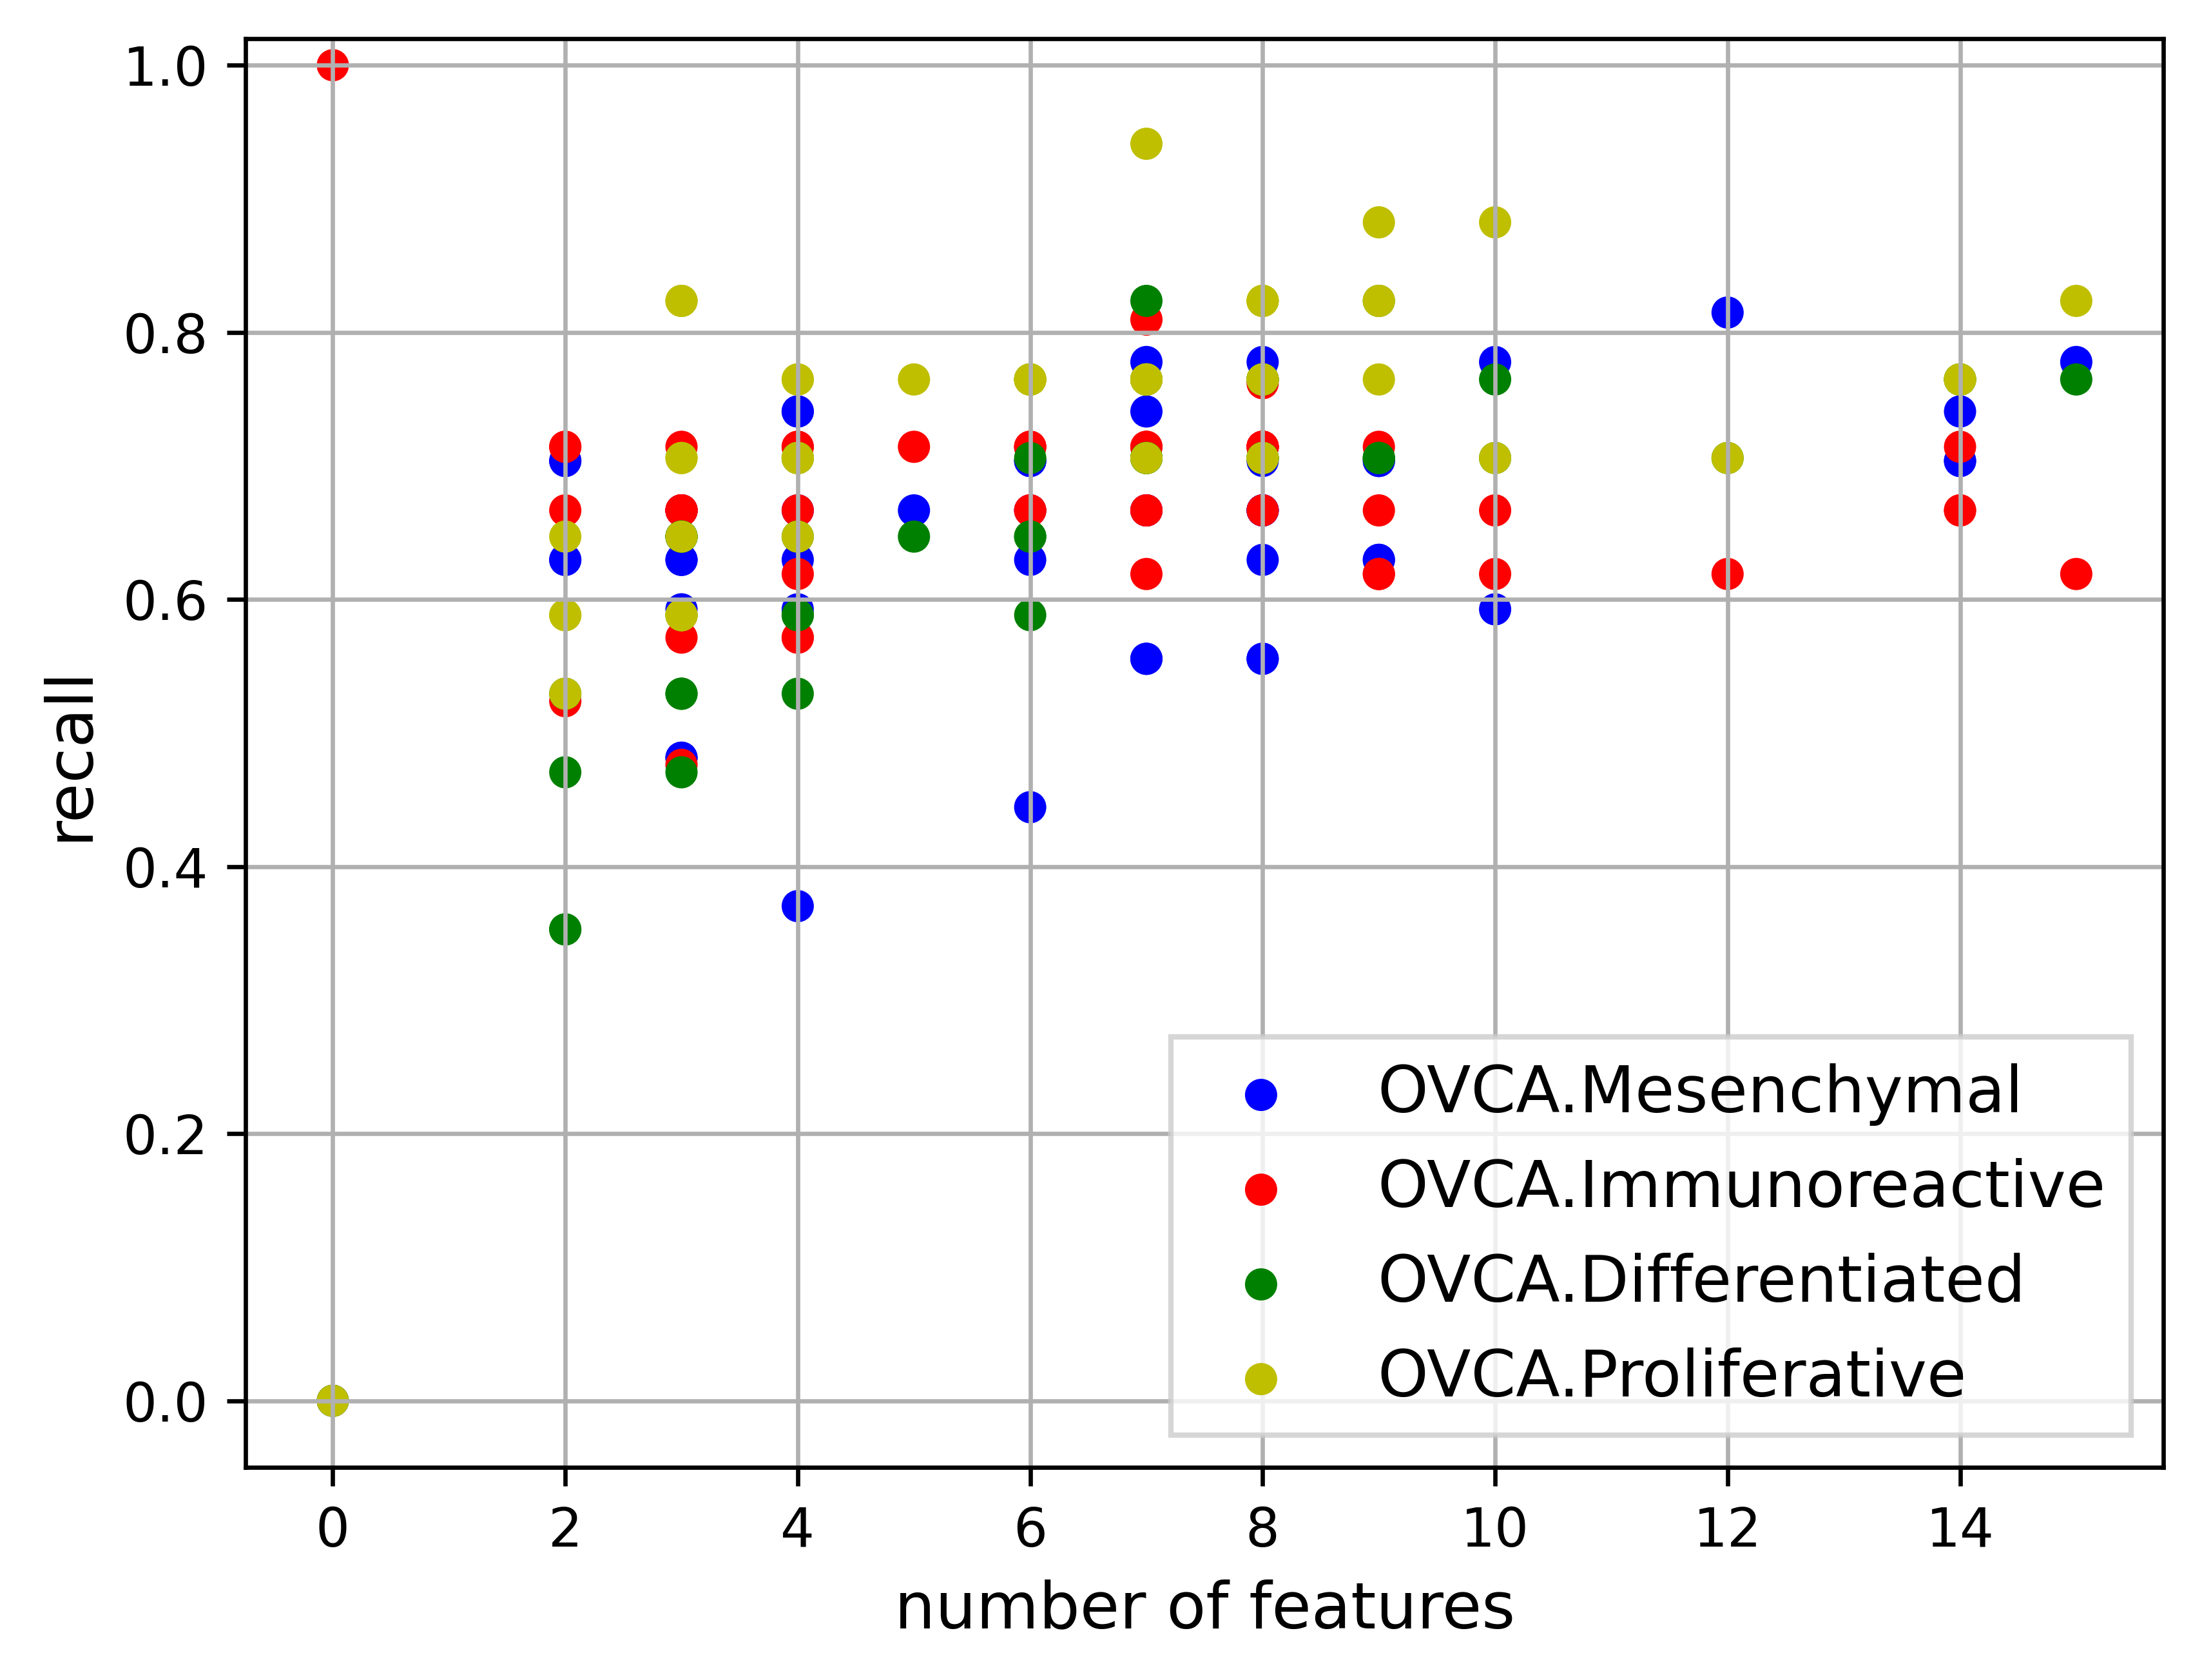 1.0
0.8
0.6
0.4
0.2
0.0
recall
OVCA.Mesenchymal
OVCA.Immunoreactive
OVCA.Differentiated
OVCA.Proliferative
0 2 4 6 8 10 12 14
number of features